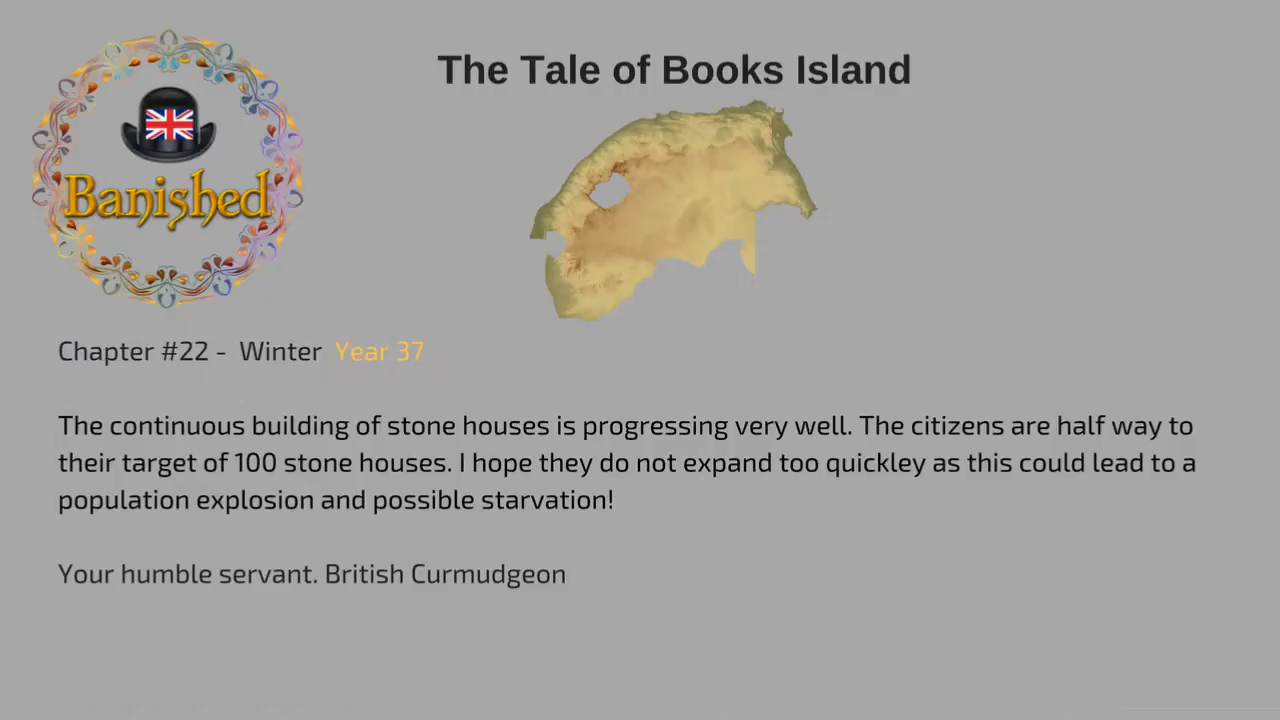 The Tale of Books Island
Banished
Chapter #22 - Winter Year 37
The continuous building of stone houses is progressing very well. The citizens are half way to
their target of 100 stone houses. I hope they do not expand too quickley as this could lead to a
population explosion and possible starvation!
Your humble servant. British Curmudgeon